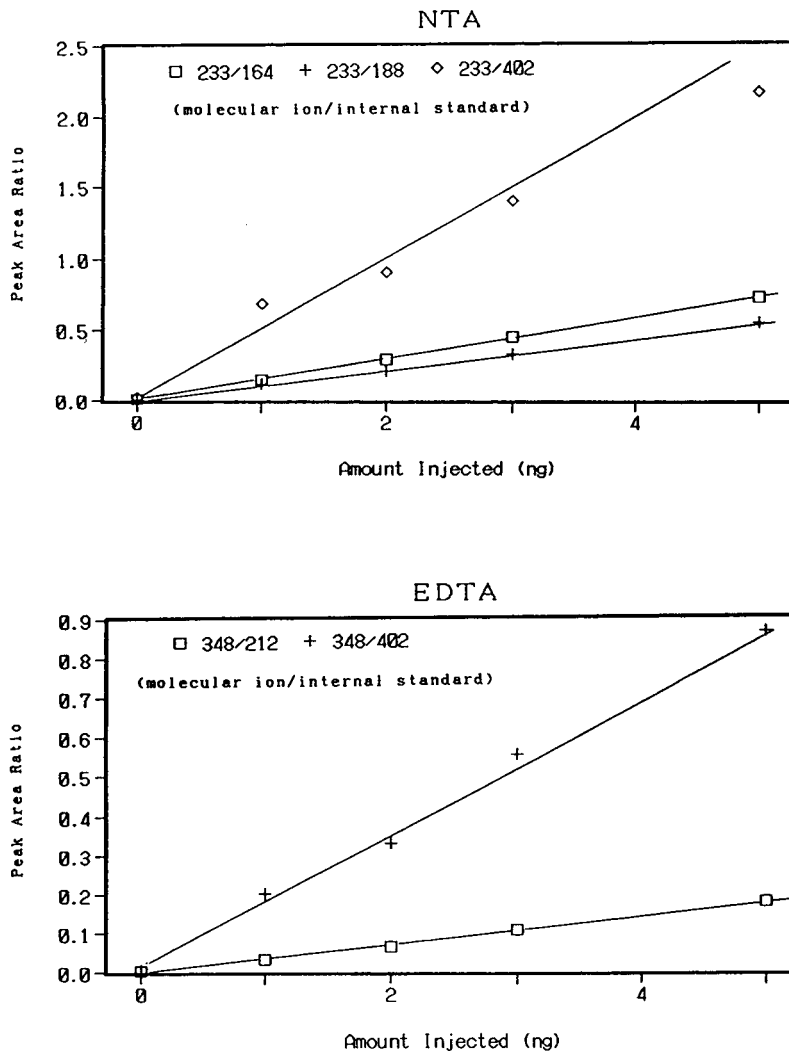 NTA
2.5
2.0
1.5
1.0
0.5
0.0
Peak Area Ratio
233/164 233/188 233/402
(molecular ion/internal standard)
0 2 4
Amount Injected (ng)
EDTA
0.9
0.8
0.7
0.6
0.5
0.4
0.3
0.2
0.1
0.0
Peak Area Ratio
348/212 348/402
(molecular ion/internal standard)
0 2 4
Amount Injected (ng)